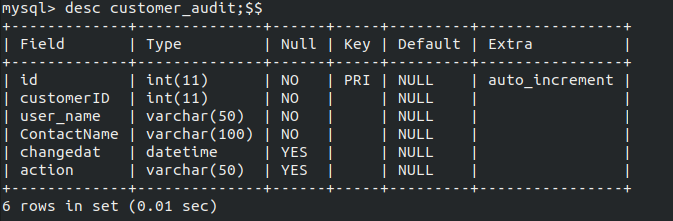 mysql> desc customer_audit;$$
+-------------+--------------+------+-----+---------+----------------+
| Field       | Type         | Null | Key | Default | Extra          |
+-------------+--------------+------+-----+---------+----------------+
| id          | int(11)      | NO   | PRI | NULL    | auto_increment |
| customerID  | int(11)      | NO   |     | NULL    |                |
| user_name   | varchar(50)  | NO   |     | NULL    |                |
| ContactName | varchar(100) | NO   |     | NULL    |                |
| changedat   | datetime     | YES  |     | NULL    |                |
| action      | varchar(50)  | YES  |     | NULL    |                |
+-------------+--------------+------+-----+---------+----------------+
6 rows in set (0.01 sec)